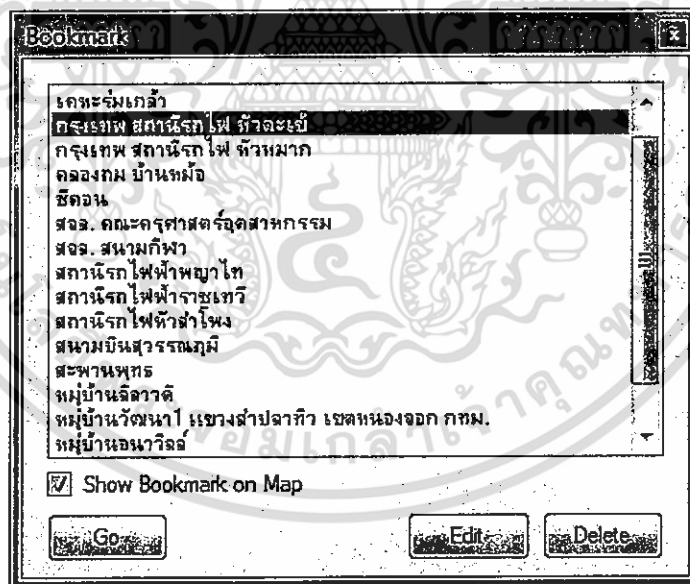 Bookmark
เคหะร่มเกล้า
กรุงเทพ สถานีรถไฟ หัวตะเข้
กรุงเทพ สถานีรถไฟ หัวหมาก
คลองถม บ้านหม้อ
ซีคอน
สจล. คณะครุศาสตร์อุตสาหกรรม
สจล. สนามกีฬา
สถานีรถไฟฟ้าพญาไท
สถานีรถไฟฟ้าราชเทวี
สถานีรถไฟหัวลำโพง
สนามบินสุวรรณภูมิ
สะพานพุทธ
หมู่บ้านจิลาวดี
หมู่บ้านวัฒนา1 แขวงลำปลาทิว เขตหนองจอก กทม.
หมู่บ้านชนาวิลล์
Show Bookmark on Map
Go
Edit
Delete